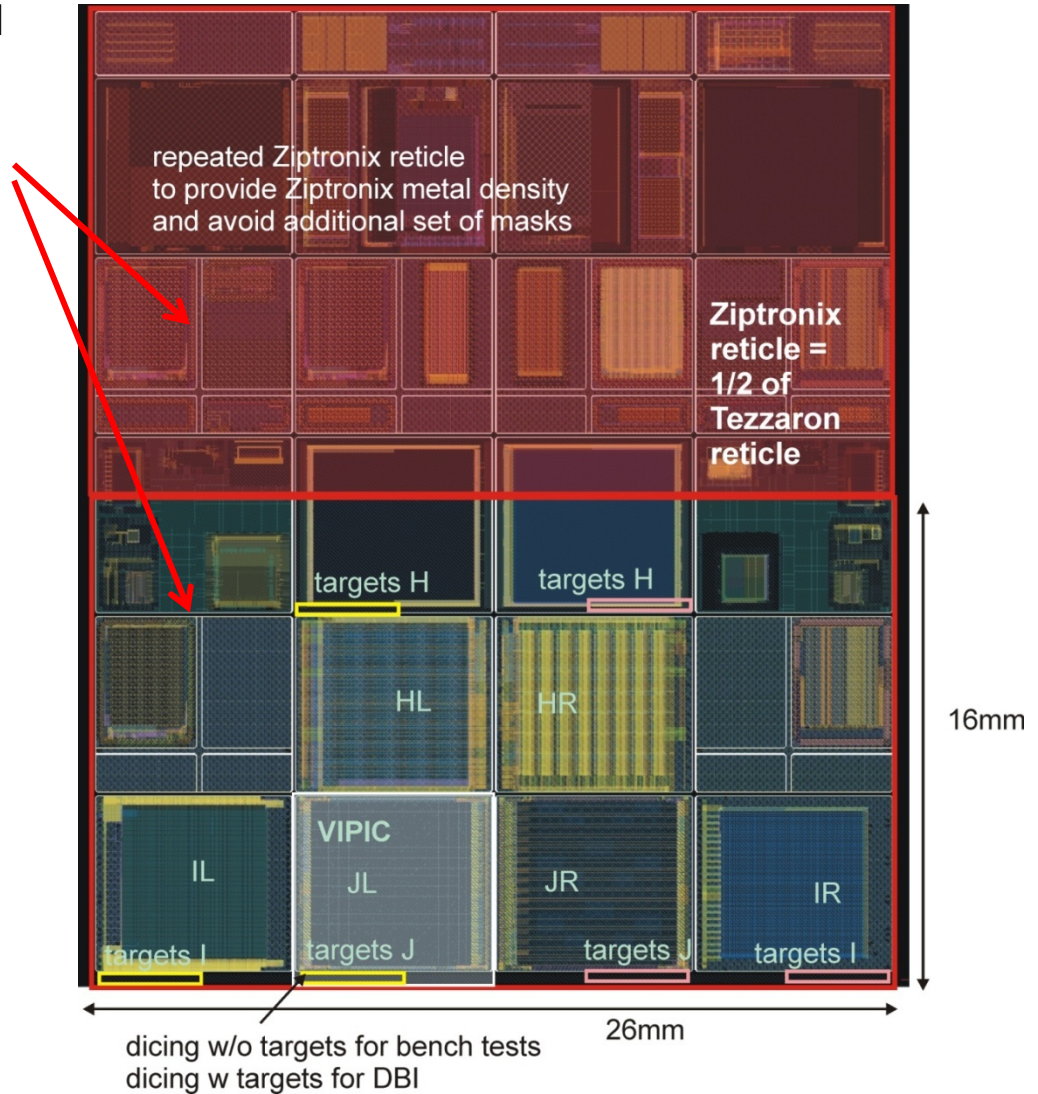 repeated Ziptronix reticle
to provide Ziptronix metal density
and avoid additional set of masks
Ziptronix
reticle =
1/2 of
Tezzaron
reticle
targets H
targets H
HL
HR
16mm
VIPIC
IL
JL
JR
IR
targets I
targets J
targets J
targets I
26mm
dicing w/o targets for bench tests
dicing w targets for DBI